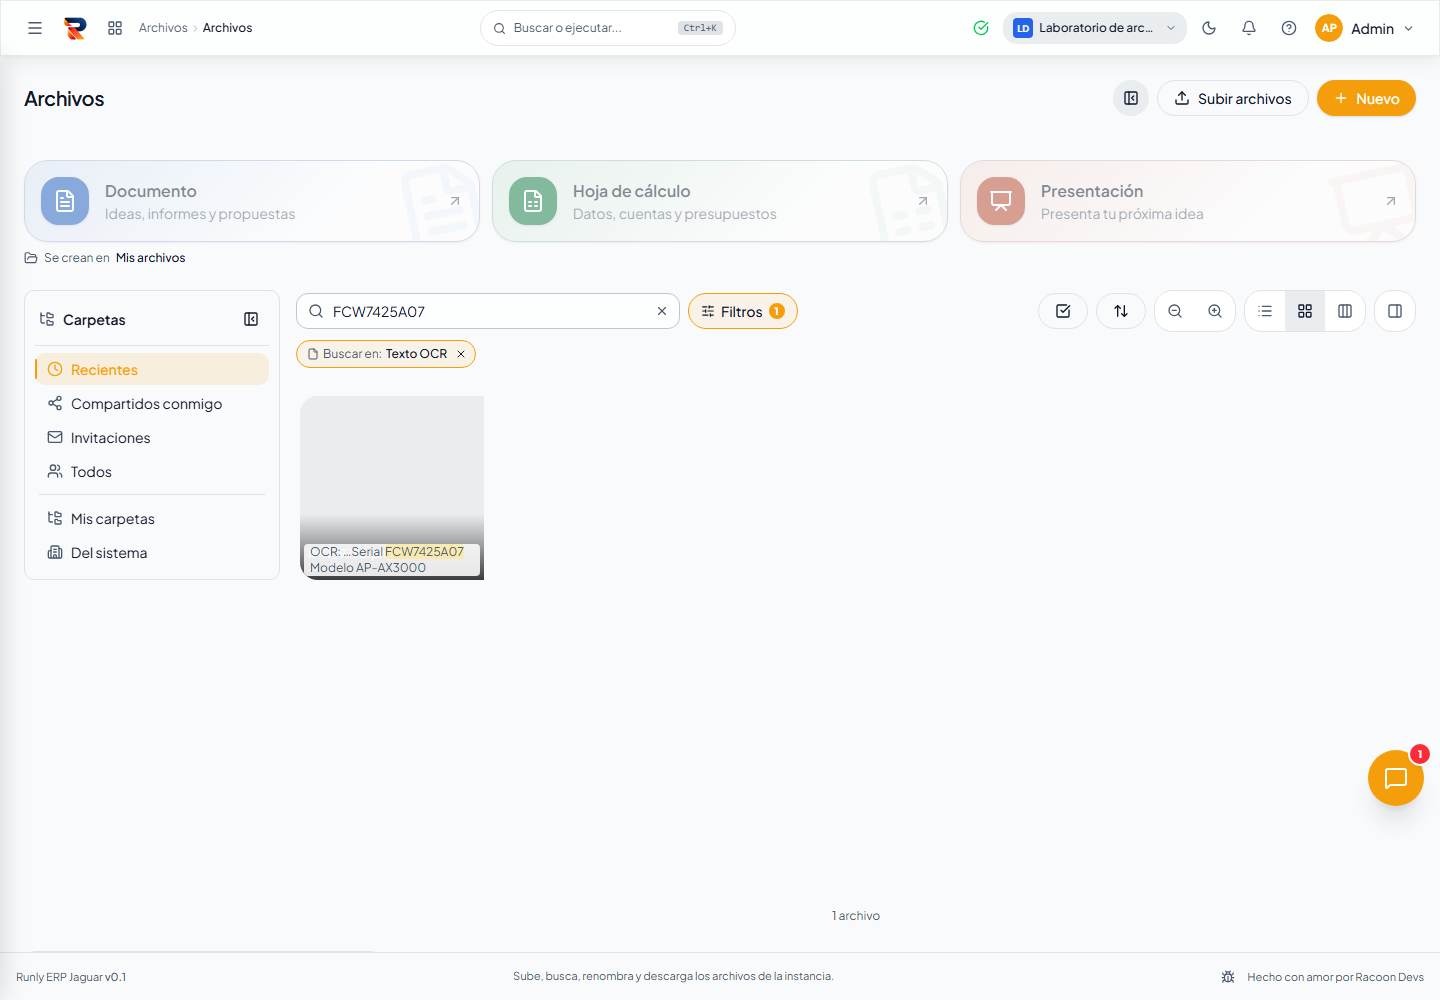 Archivos
Archivos
Buscar o ejecutar...
Ctrl+K
LD
Laboratorio de arc...
AP
Admin
Archivos
Subir archivos
Nuevo
Documento
Ideas, informes y propuestas
Hoja de cálculo
Datos, cuentas y presupuestos
Presentación
Presenta tu próxima idea
Se crean en Mis archivos
Carpetas
Recientes
Compartidos conmigo
Invitaciones
Todos
Mis carpetas
Del sistema
FCW7425A07
Filtros 1
Buscar en: Texto OCR
OCR: ...Serial FCW7425A07
Modelo AP-AX3000
1
1 archivo
Runly ERP Jaguar v0.1
Sube, busca, renombra y descarga los archivos de la instancia.
Hecho con amor por Racoon Devs